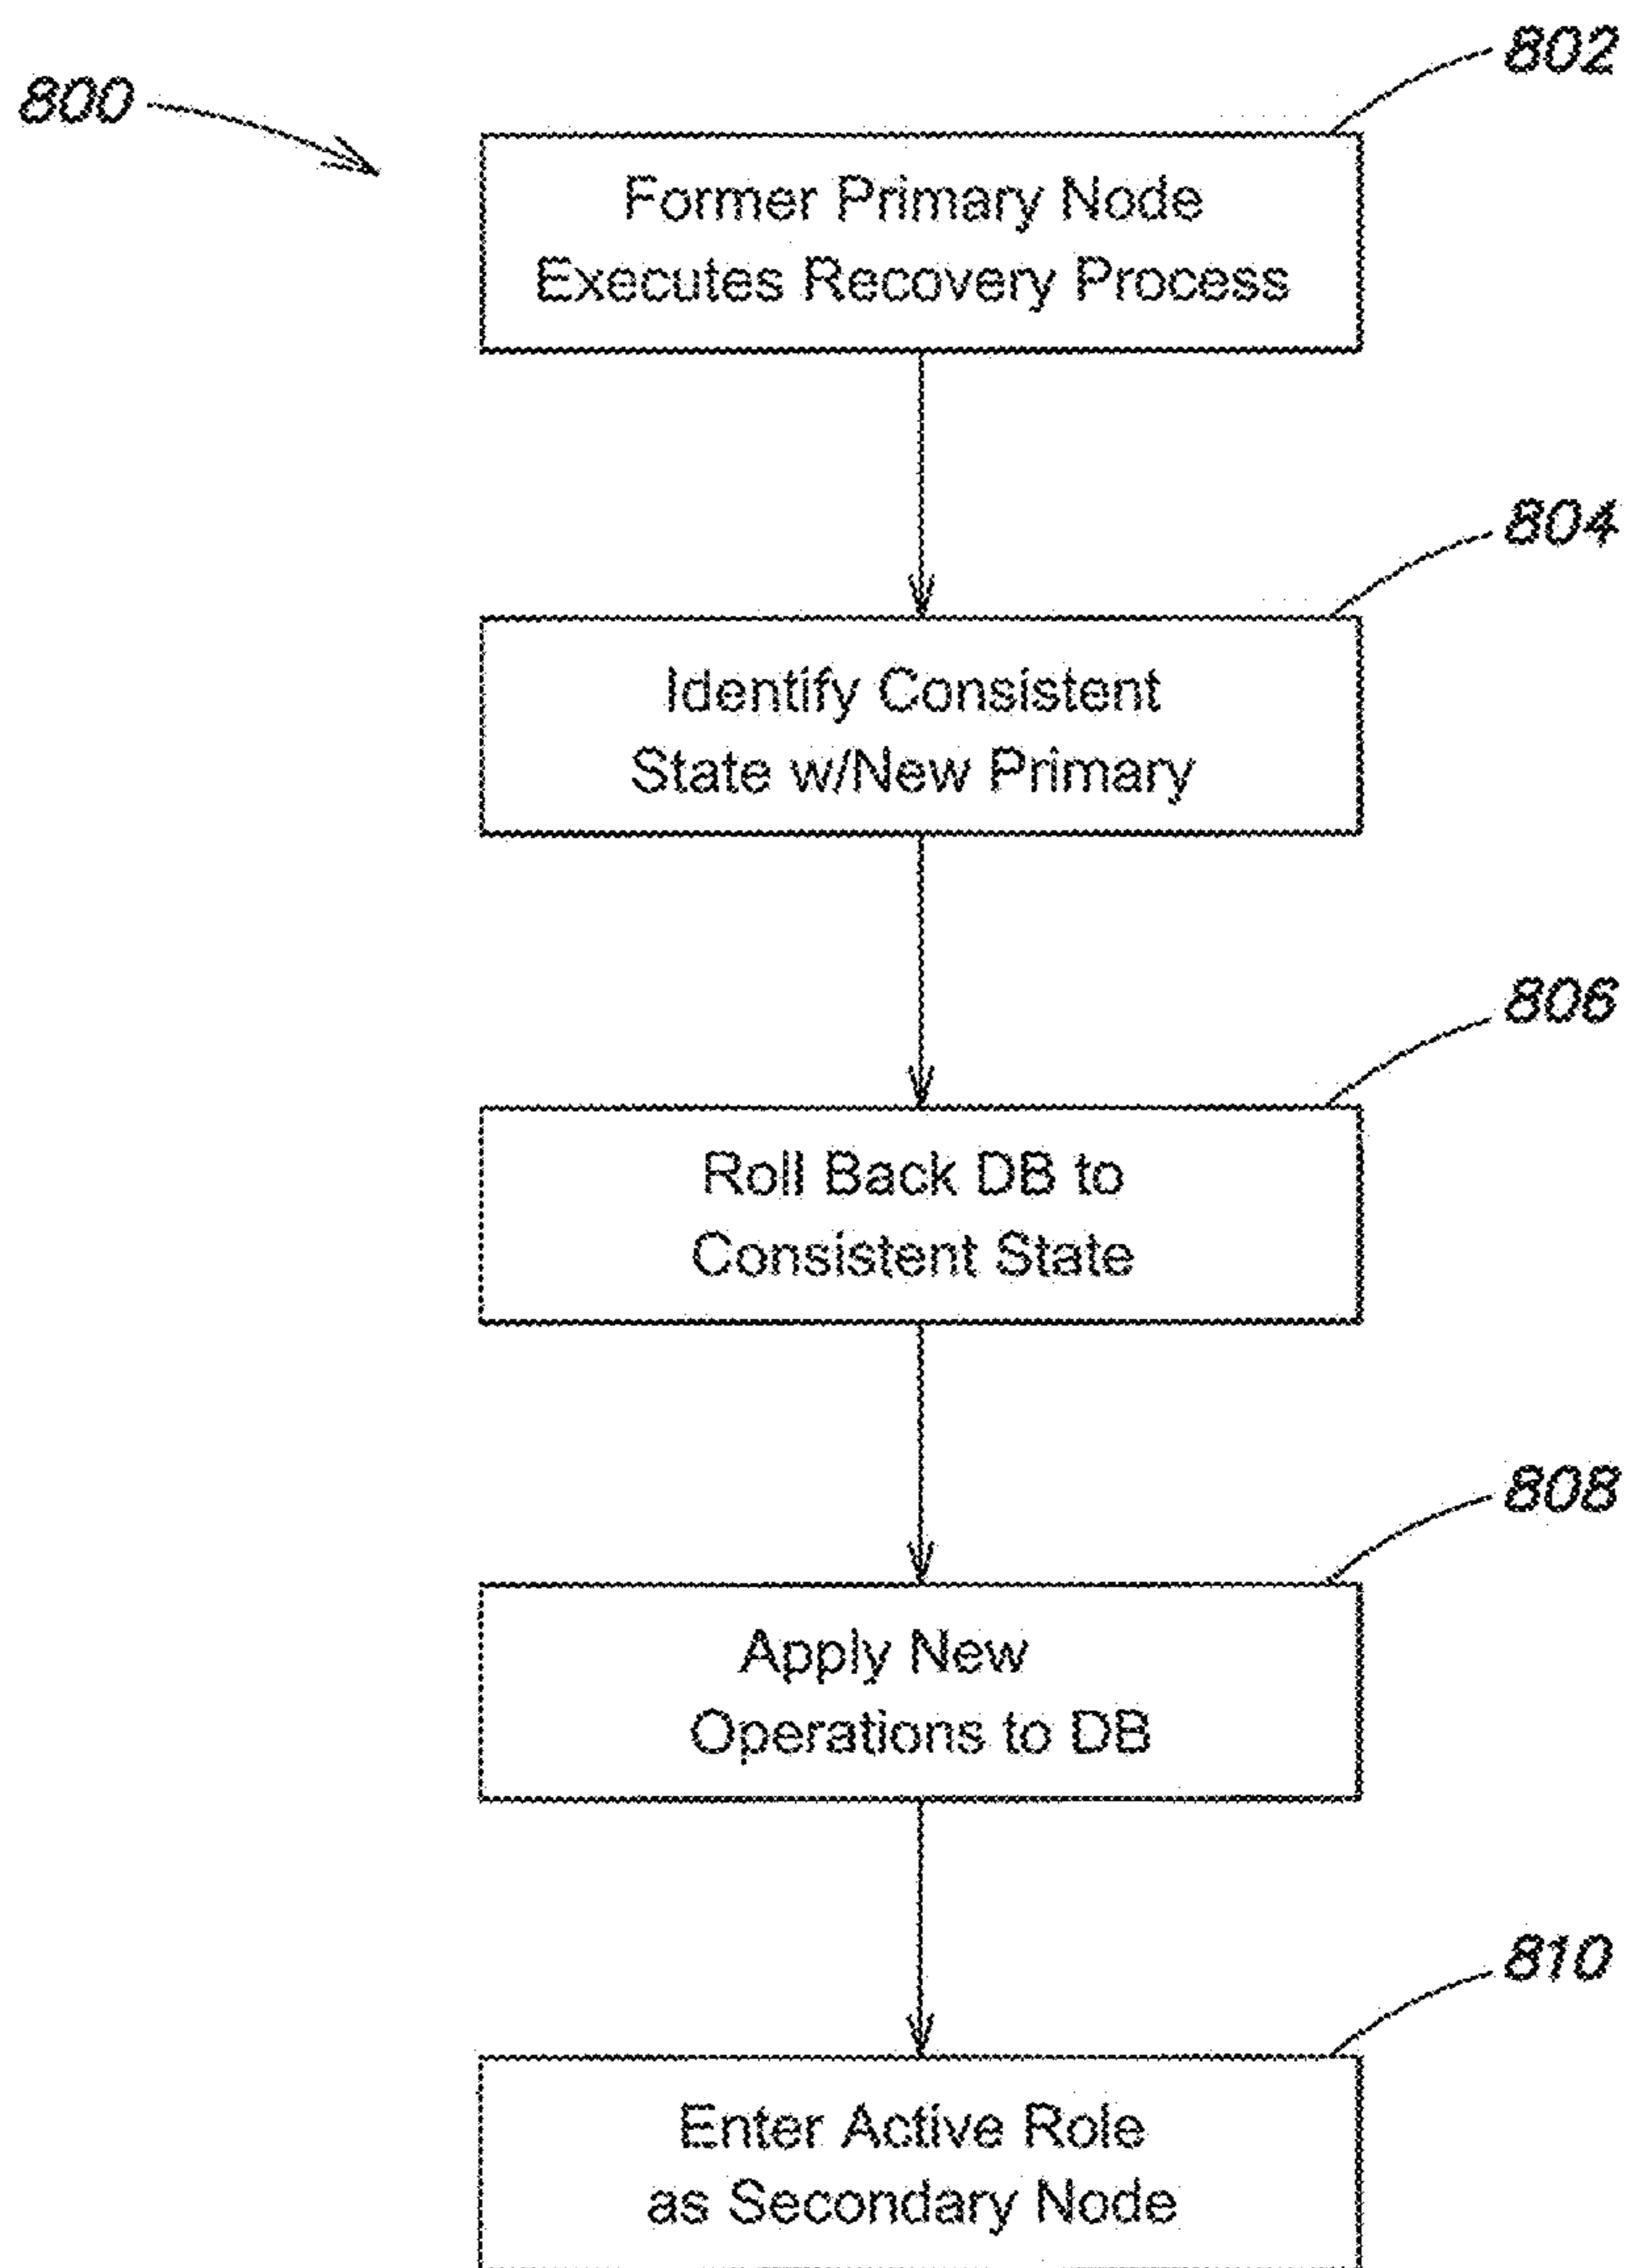 802
800
Former Primary Node
Executes Recovery Process
804
Identify Consistent
State w/New Primary
806
Roll Back DB to
Consistent State
808
Apply New
Operations to DB
810
Enter Active Role
as Secondary Node